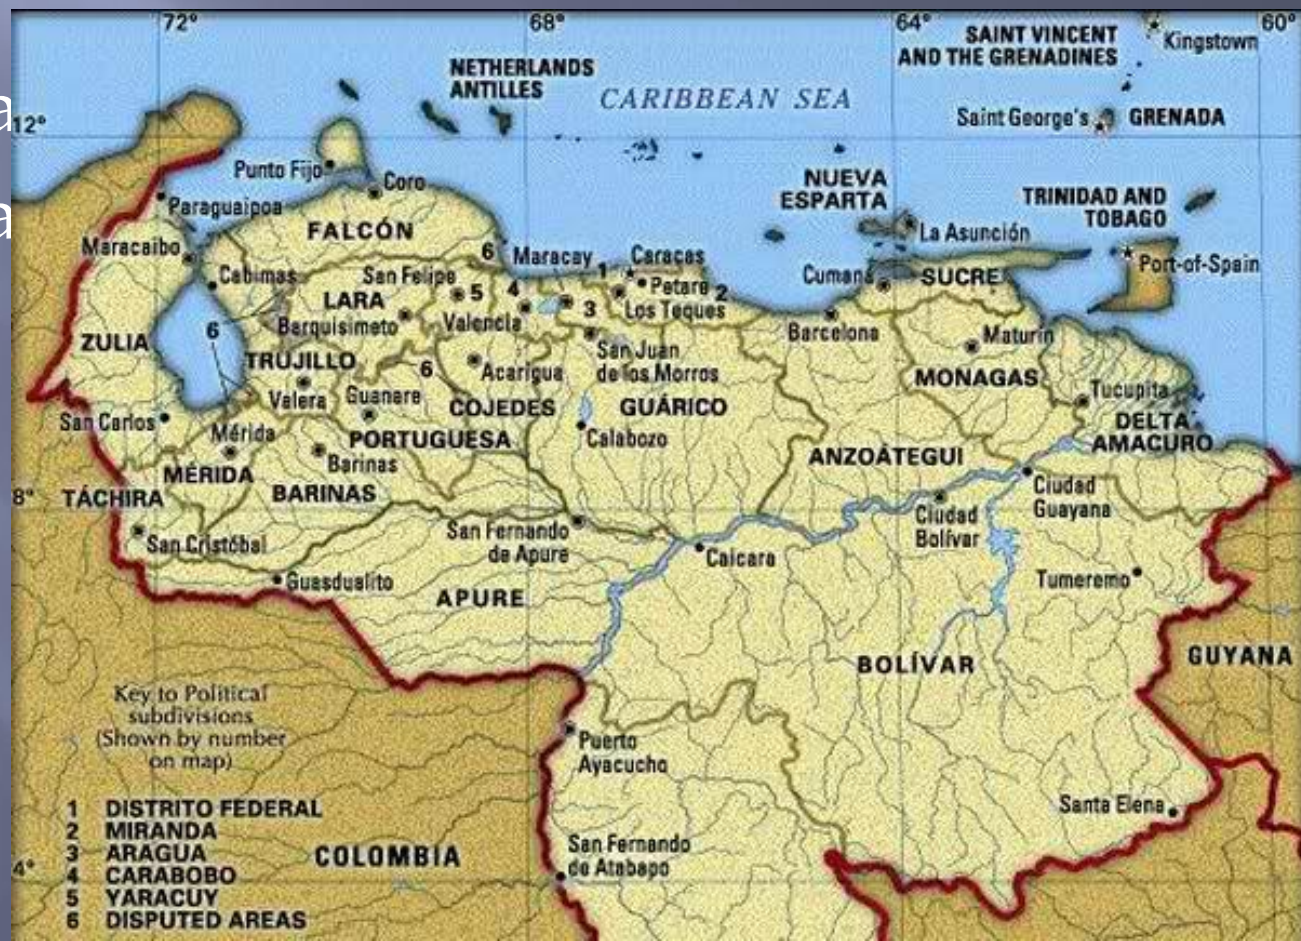 a
a
72°
68°
64°
60°
12°
8°
4°
SAINT VINCENT
AND THE GRENADINES
Kingstown
NETHERLANDS
ANTILLES
CARIBBEAN SEA
Saint George's
GRENADA
Punto Fijo
Coro
NUEVA
ESPARTA
TRINIDAD AND
TOBAGO
Paraguaipoa
FALCÓN
La Asunción
Port-of-Spain
Maracaibo
6
Maracay
1
Caracas
Cabimas
San Felipe
5
4
Petare
2
Cumaná
SUCRE
LARA
3
Los Teques
6
Barquisimeto
Valencia
Barcelona
Maturín
ZULIA
TRUJILLO
6
Acarigua
San Juan
de los Morros
MONAGAS
Valera
Guanare
COJEDES
GUÁRICO
Tucupita
San Carlos
Mérida
PORTUGUESA
Calabozo
DELTA
AMACURO
MÉRIDA
Barinas
ANZOÁTEGUI
TÁCHIRA
BARINAS
Ciudad
Guayana
San Cristóbal
San Fernando
de Apure
Ciudad
Bolívar
Caicara
Guasdualito
Tumeremo
APURE
BOLÍVAR
GUYANA
Key to Political
subdivisions
(Shown by number
on map)
Puerto
Ayacucho
1 DISTRITO FEDERAL
2 MIRANDA
3 ARAGUA
4 CARABOBO
5 YARACUY
6 DISPUTED AREAS
COLOMBIA
San Fernando
de Atabapo
Santa Elena